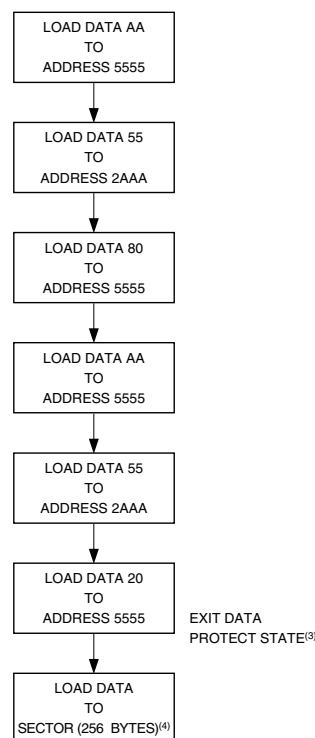 LOAD DATA AA
TO
ADDRESS 5555
LOAD DATA 55
TO
ADDRESS 2AAA
LOAD DATA 80
TO
ADDRESS 5555
LOAD DATA AA
TO
ADDRESS 5555
LOAD DATA 55
TO
ADDRESS 2AAA
LOAD DATA 20
TO
ADDRESS 5555
EXIT DATA
PROTECT STATE(3)
LOAD DATA
TO
SECTOR (256 BYTES)(4)